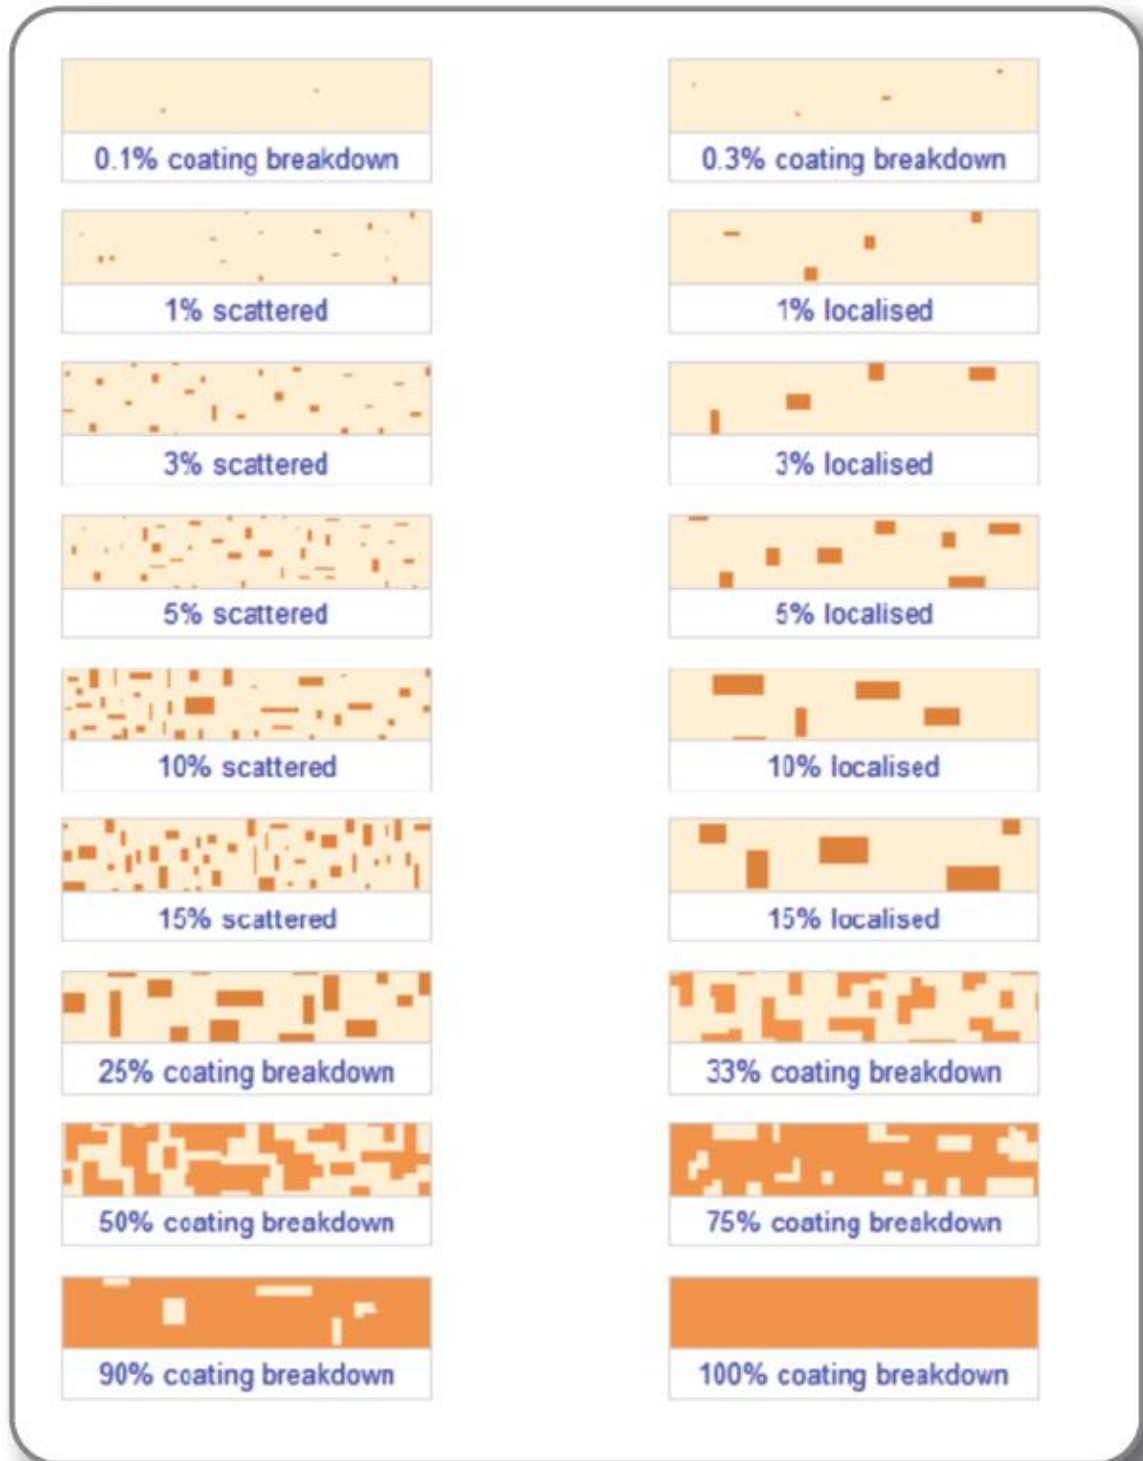 0.1% coating breakdown
0.3% coating breakdown
1% scattered
1% localised
3% scattered
3% localised
5% scattered
5% localised
10% scattered
10% localised
15% scattered
15% localised
25% coating breakdown
33% coating breakdown
50% coating breakdown
75% coating breakdown
90% coating breakdown
100% coating breakdown